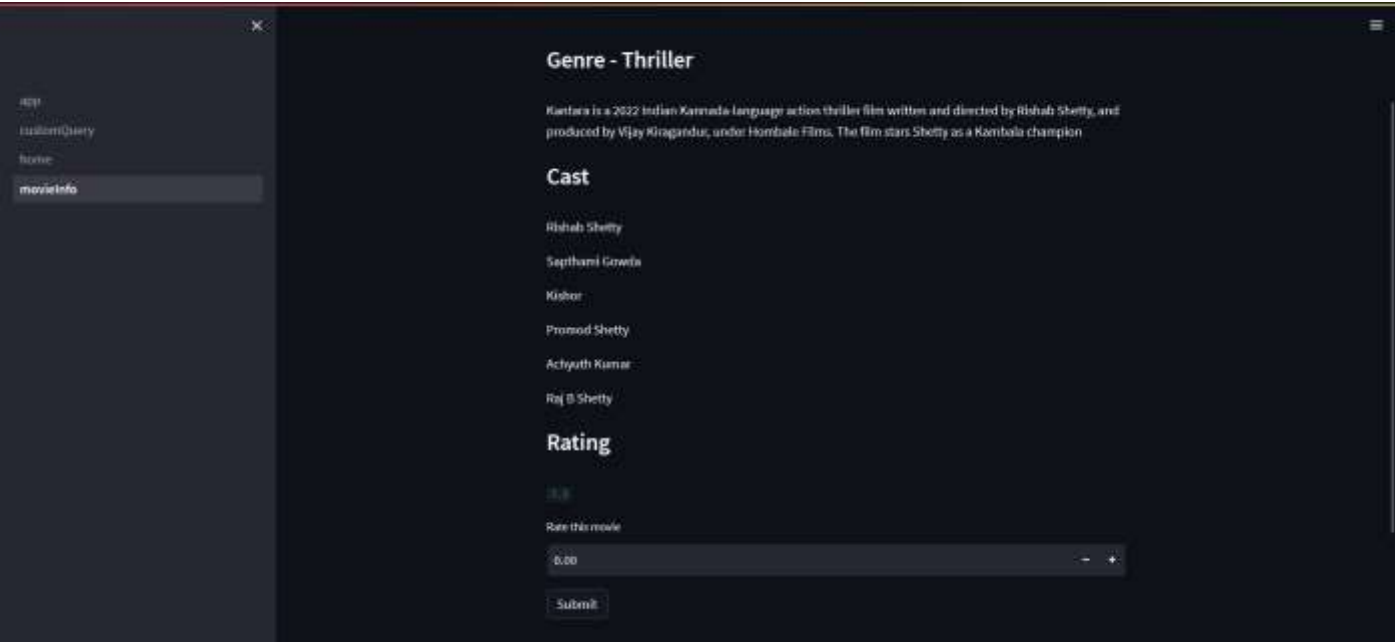 app
customQuery
home
movieInfo
Genre - Thriller
Kantara is a 2022 Indian Kannada-language action thriller film written and directed by Rishab Shetty, and
produced by Vijay Kiragandur, under Hombale Films. The film stars Shetty as a Kambala champion
Cast
Rishab Shetty
Sapthami Gowda
Kishor
Promod Shetty
Achyuth Kumar
Raj B Shetty
Rating
Rate this movie
0.00
Submit